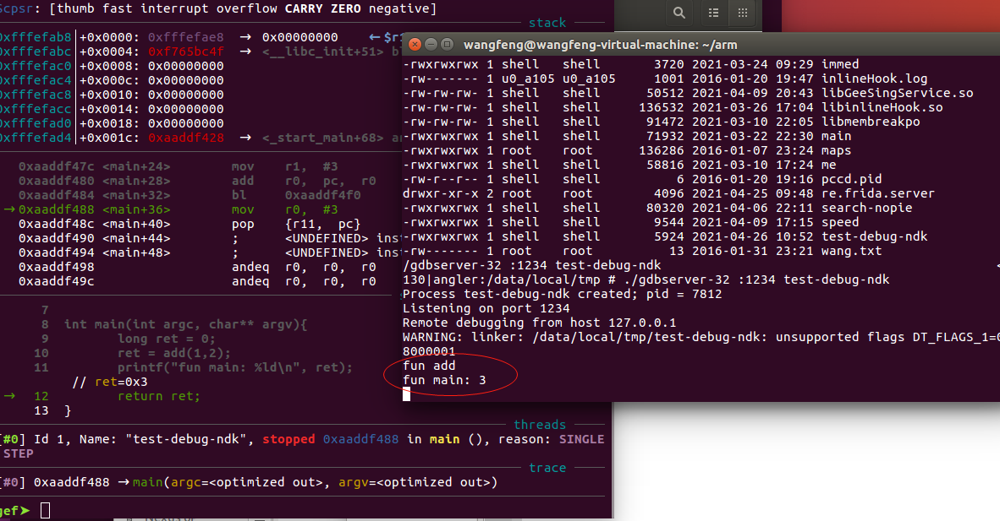 $cpsr: [thumb fast interrupt overflow CARRY ZERO negative]
stack
0xfffefab8│+0x0000: 0xfffefae8  →  0x00000000    ← $r1
0xfffefabc│+0x0004: 0xf765bc4f  →  <__libc_init+51> bl
0xfffefac0│+0x0008: 0x00000000
0xfffefac4│+0x000c: 0x00000000
0xfffefac8│+0x0010: 0x00000000
0xfffefacc│+0x0014: 0x00000000
0xfffefad0│+0x0018: 0x00000000
0xfffefad4│+0x001c: 0xaaddf428  →  <_start_main+68> an
0xaaddf47c <main+24>        mov    r1,  #3
0xaaddf480 <main+28>        add    r0,  pc,  r0
0xaaddf484 <main+32>        bl     0xaaddf4f0
→ 0xaaddf488 <main+36>        mov    r0,  #3
0xaaddf48c <main+40>        pop    {r11,  pc}
0xaaddf490 <main+44>        ;      <UNDEFINED> inst
0xaaddf494 <main+48>        ;      <UNDEFINED> inst
0xaaddf498                  andeq  r0,  r0,  r0
0xaaddf49c                  andeq  r0,  r0,  r0
7
8  int main(int argc, char** argv){
9         long ret = 0;
10        ret = add(1,2);
11        printf("fun main: %ld\n", ret);
// ret=0x3
→   12        return ret;
13  }
threads
[#0] Id 1, Name: "test-debug-ndk", stopped 0xaaddf488 in main (), reason: SINGLE
STEP
trace
[#0] 0xaaddf488 → main(argc=<optimized out>, argv=<optimized out>)
gef➤
wangfeng@wangfeng-virtual-machine: ~/arm
-rwxrwxrwx 1 shell   shell       3720 2021-03-24 09:29 immed
-rw------- 1 u0_a105 u0_a105     1001 2016-01-20 19:47 inlineHook.log
-rw-rw-rw- 1 shell   shell      50512 2021-04-09 20:43 libGeeSingService.so
-rw-rw-rw- 1 shell   shell     136532 2021-03-26 17:04 libinlineHook.so
-rw-rw-rw- 1 shell   shell      91472 2021-03-10 22:05 libmembreakpo
-rwxrwxrwx 1 shell   shell      71932 2021-03-22 22:30 main
-rwxrwxrwx 1 root    root      136286 2016-01-07 23:24 maps
-rwxrwxrwx 1 shell   shell      58816 2021-03-10 17:24 me
-rw-r--r-- 1 shell   shell          6 2016-01-20 19:16 pccd.pid
drwxr-xr-x 2 root    root        4096 2021-04-25 09:48 re.frida.server
-rwxrwxrwx 1 shell   shell      80320 2021-04-06 22:11 search-nopie
-rwxrwxrwx 1 shell   shell       9544 2021-04-09 17:15 speed
-rwxrwxrwx 1 shell   shell       5924 2021-04-26 10:52 test-debug-ndk
-rw------- 1 root    root          13 2016-01-31 23:21 wang.txt
/gdbserver-32 :1234 test-debug-ndk
130|angler:/data/local/tmp # ./gdbserver-32 :1234 test-debug-ndk
Process test-debug-ndk created; pid = 7812
Listening on port 1234
Remote debugging from host 127.0.0.1
WARNING: linker: /data/local/tmp/test-debug-ndk: unsupported flags DT_FLAGS_1=0
8000001
fun add
fun main: 3